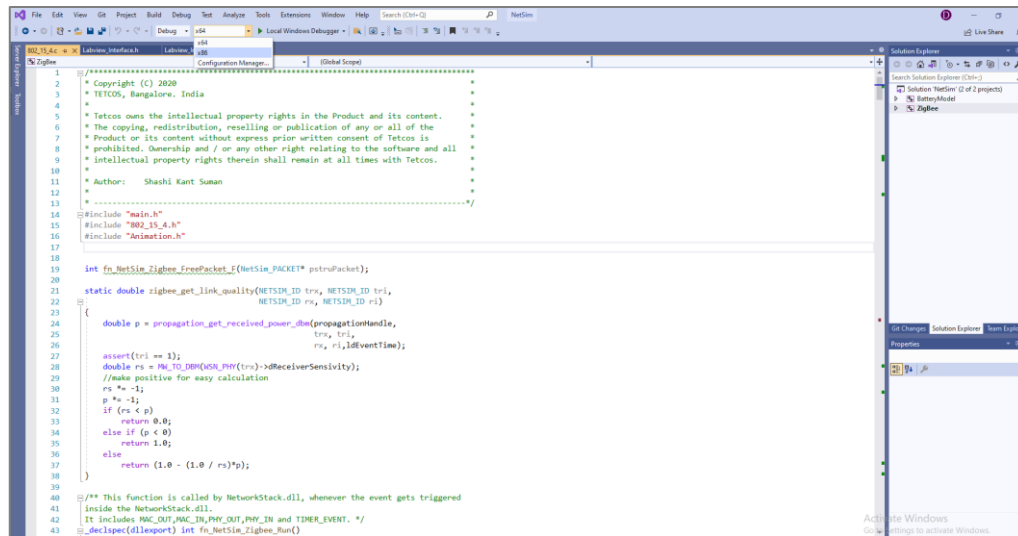 File Edit View Git Project Build Debug Test Analyze Tools Extensions Window Help Search (Ctrl+Q) NetSim
Debug x64 Local Windows Debugger Live Share
x64
x86
Configuration Manager...
Server Explorer
Toolbox
802_15_4.c Labview_Interface.h
ZigBee (Global Scope)
1 /*****************************************************************************
2 * Copyright (C) 2020 *
3 * TETCOS, Bangalore. India *
4 * *
5 * Tetcos owns the intellectual property rights in the Product and its content. *
6 * The copying, redistribution, reselling or publication of any or all of the *
7 * Product or its content without express prior written consent of Tetcos is *
8 * prohibited. Ownership and / or any other right relating to the software and all *
9 * intellectual property rights therein shall remain at all times with Tetcos. *
10 * *
11 * Author: Shashi Kant Suman *
12 * *
13 * ---------------------------------------------------------------------------*/
14 #include "main.h"
15 #include "802_15_4.h"
16 #include "Animation.h"
17
18
19 int fn_NetSim_Zigbee_FreePacket_F(NetSim_PACKET* pstruPacket);
20
21 static double zigbee_get_link_quality(NETSIM_ID trx, NETSIM_ID tri,
22 NETSIM_ID rx, NETSIM_ID ri)
23 {
24 double p = propagation_get_received_power_dbm(propagationHandle,
25 trx, tri,
26 rx, ri,ldEventTime);
27 assert(tri == 1);
28 double rs = MW_TO_DBM(WSN_PHY(trx)->dReceiverSensivity);
29 //make positive for easy calculation
30 rs *= -1;
31 p *= -1;
32 if (rs < p)
33 return 0.0;
34 else if (p < 0)
35 return 1.0;
36 else
37 return (1.0 - (1.0 / rs)*p);
38 }
39
40 /** This function is called by NetworkStack.dll, whenever the event gets triggered
41 inside the NetworkStack.dll.
42 It includes MAC_OUT,MAC_IN,PHY_OUT,PHY_IN and TIMER_EVENT. */
43 _declspec(dllexport) int fn_NetSim_Zigbee_Run()
Solution Explorer
Search Solution Explorer (Ctrl+;)
Solution 'NetSim' (2 of 2 projects)
BatteryModel
ZigBee
Git Changes Solution Explorer Team Expl
Properties
Activate Windows
Go to Settings to activate Windows.